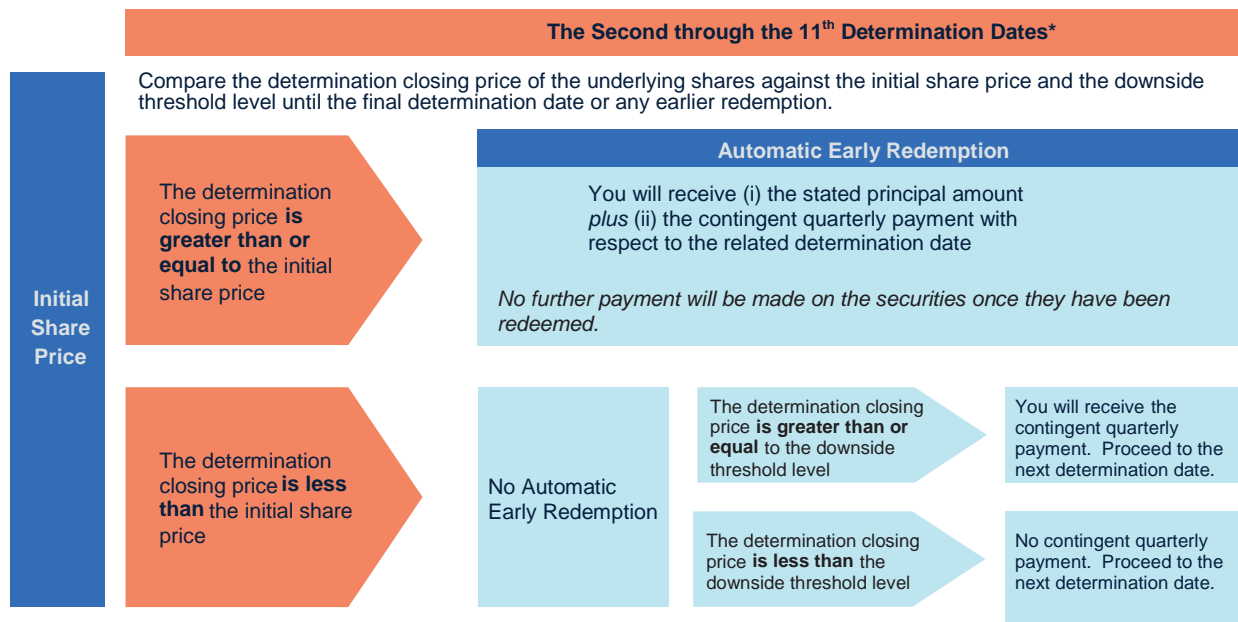 The Second through the 11th Determination Dates*
Compare the determination closing price of the underlying shares against the initial share price and the downside
threshold level until the final determination date or any earlier redemption.
Initial
Share
Price
The determination
closing price is
greater than or
equal to the initial
share price
Automatic Early Redemption
You will receive (i) the stated principal amount
plus (ii) the contingent quarterly payment with
respect to the related determination date
No further payment will be made on the securities once they have been
redeemed.
The determination
closing price is less
than the initial share
price
No Automatic
Early Redemption
The determination closing
price is greater than or
equal to the downside
threshold level
You will receive the
contingent quarterly
payment. Proceed to the
next determination date.
The determination closing
price is less than the
downside threshold level
No contingent quarterly
payment. Proceed to the
next determination date.